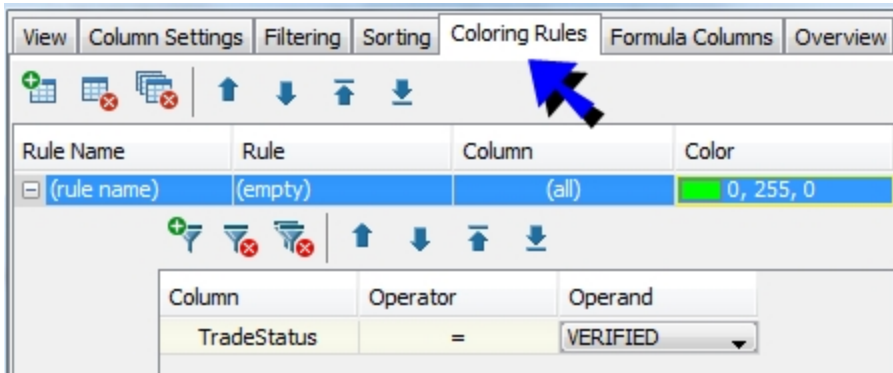 View Column Settings Filtering Sorting Coloring Rules Formula Columns Overview
Rule Name Rule Column Color
(rule name) (empty) (all) 0, 255, 0
Column Operator Operand
TradeStatus = VERIFIED